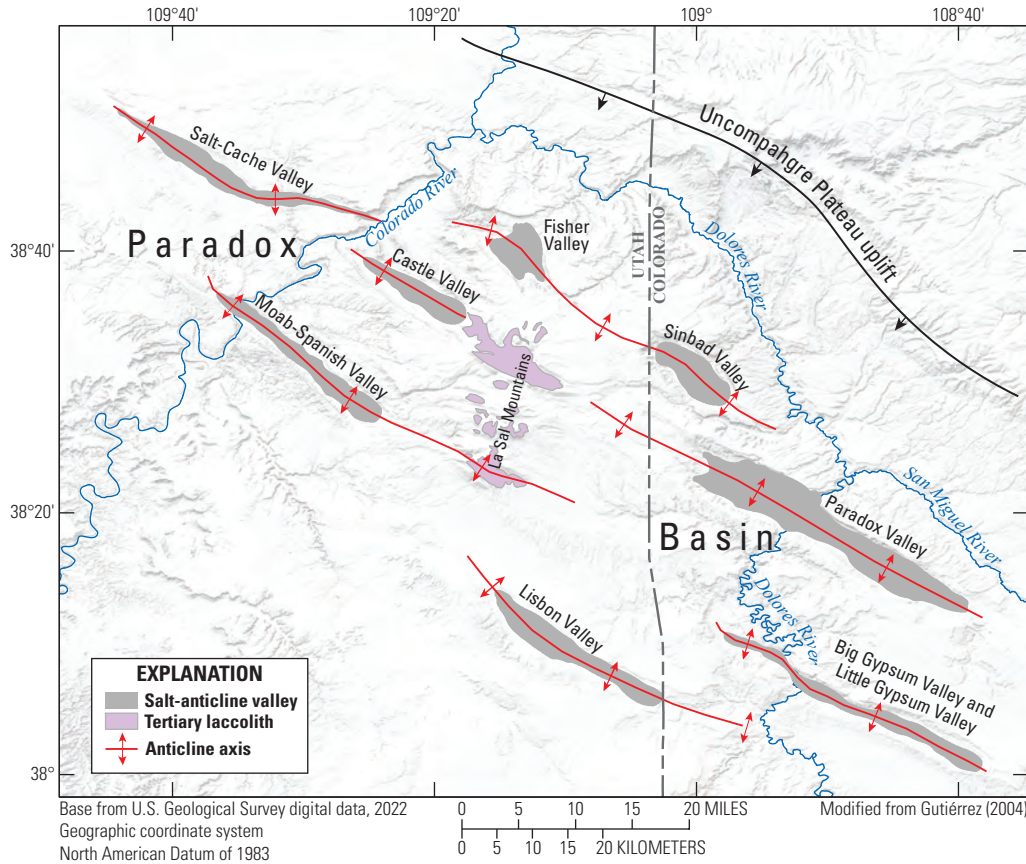 109°40'
109°20'
109°
108°40'
Uncompahgre Plateau uplift
Salt-Cache Valley
Colorado River
Fisher
Valley
UTAH
COLORADO
Dolores River
38°40'
Paradox
Castle Valley
Moab-Spanish Valley
Sinbad Valley
La Sal Mountains
San Miguel River
38°20'
Basin
Paradox Valley
Dolores River
Lisbon Valley
Big Gypsum Valley and
Little Gypsum Valley
EXPLANATION
Salt-anticline valley
Tertiary laccolith
Anticline axis
38°
Base from U.S. Geological Survey digital data, 2022
Geographic coordinate system
North American Datum of 1983
0 5 10 15 20 MILES
0 5 10 15 20 KILOMETERS
Modified from Gutiérrez (2004)